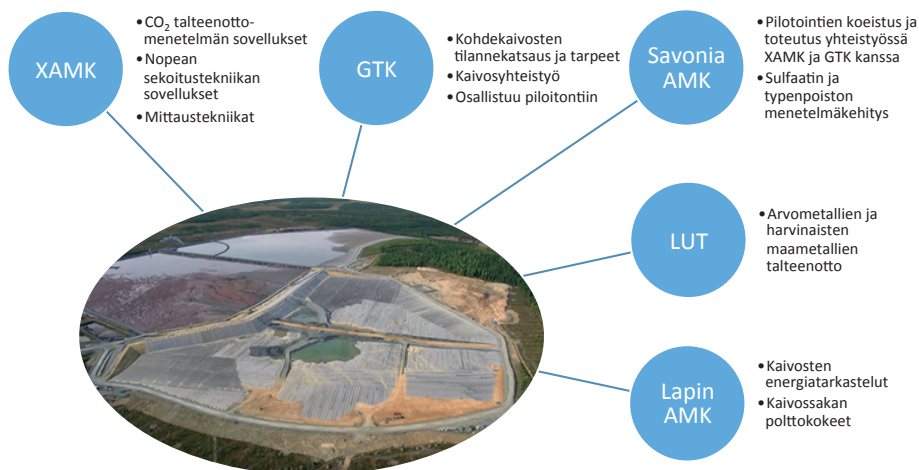 XAMK
• CO₂ talteenotto-
menetelmän sovellukset
• Nopean
sekoitustekniikan
sovellukset
• Mittaustekniikat
GTK
• Kohdekaivosten
tilannekatsaus ja tarpeet
• Kaivosyhteistyö
• Osallistuu piloitontiin
Savonia
AMK
• Pilotointien koeistus ja
toteutus yhteistyössä
XAMK ja GTK kanssa
• Sulfaatin ja
typenpoiston
menetelmäkehitys
LUT
• Arvometallien ja
harvinaisten
maametallien
talteenotto
Lapin
AMK
• Kaivosten
energiatarkastelut
• Kaivossakan
polttokokeet